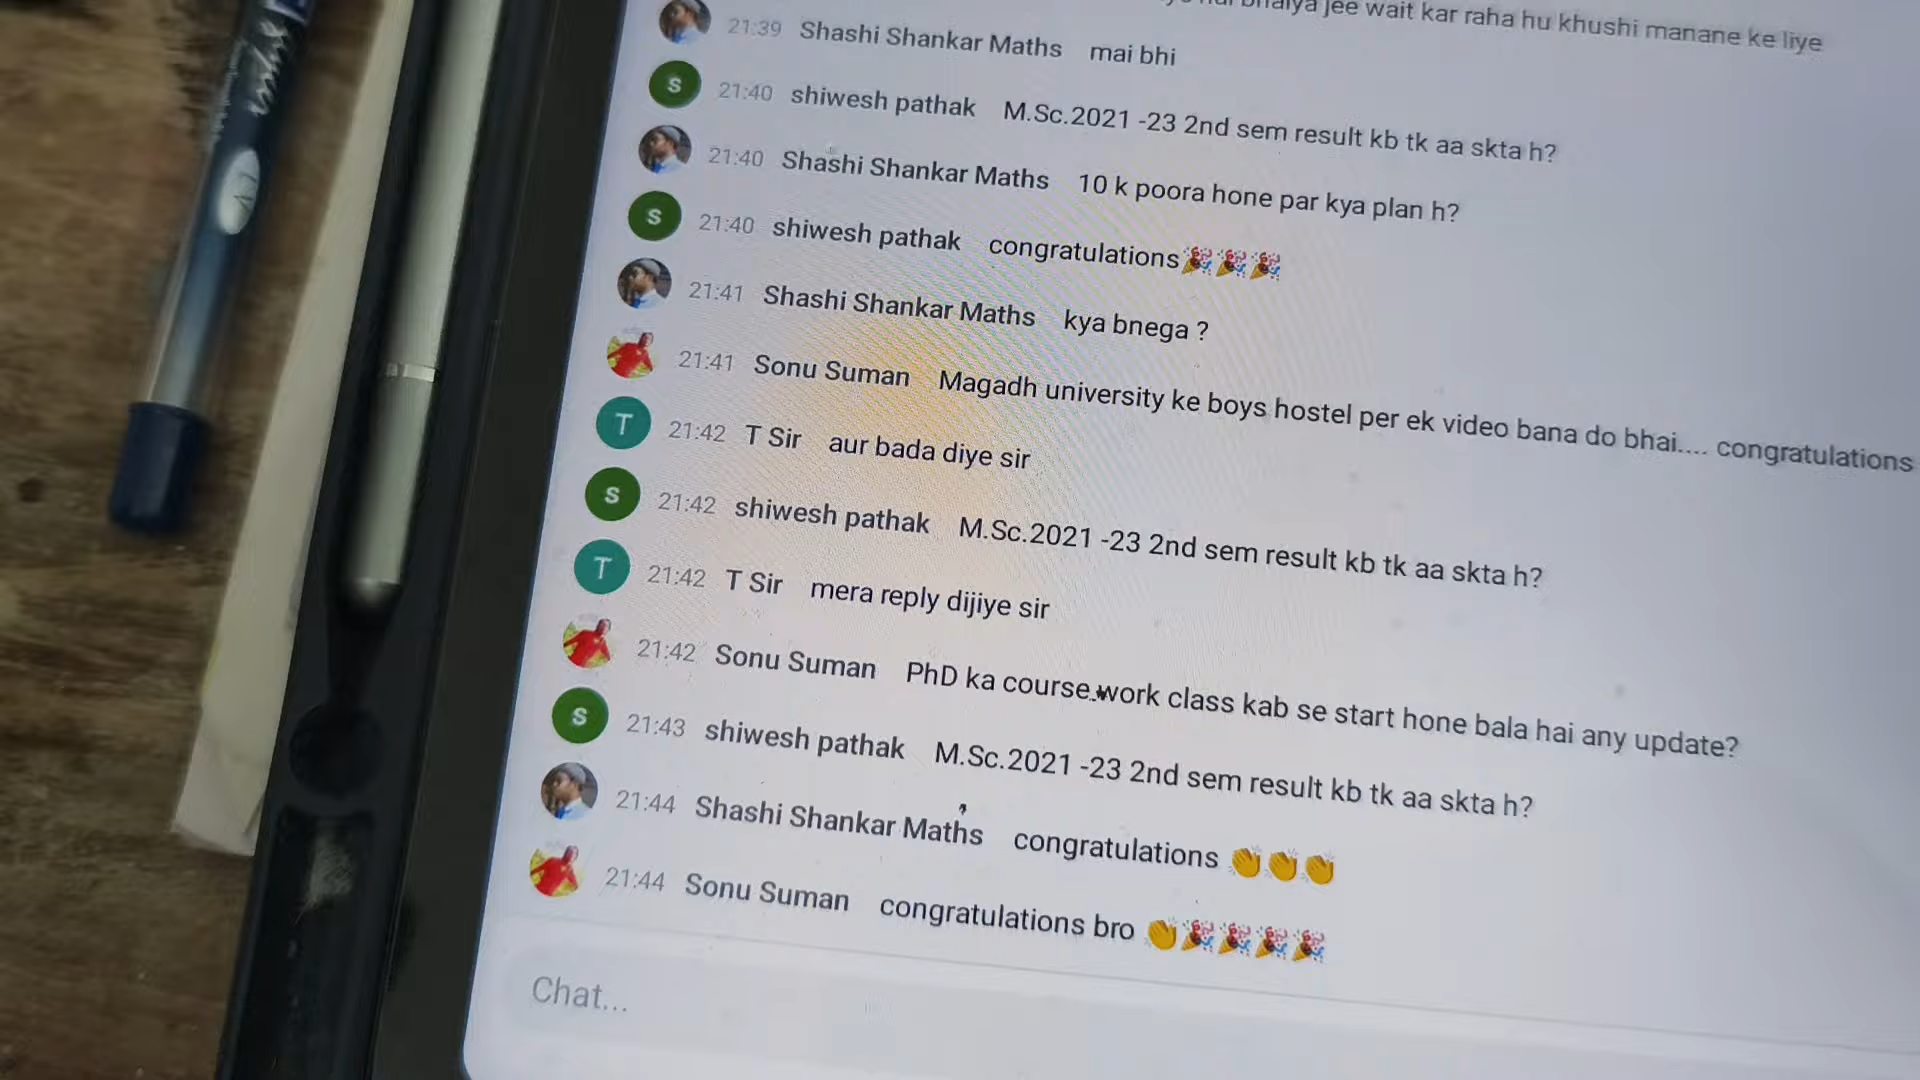 jee wait kar raha hu khushi manane ke liye
21:39 Shashi Shankar Maths mai bhi
S 21:40 shiwesh pathak M.Sc.2021 -23 2nd sem result kb tk aa skta h?
21:40 Shashi Shankar Maths 10 k poora hone par kya plan h?
S 21:40 shiwesh pathak congratulations🎉🎉🎉
21:41 Shashi Shankar Maths kya bnega ?
21:41 Sonu Suman Magadh university ke boys hostel per ek video bana do bhai.... congratulations
T 21:42 T Sir aur bada diye sir
S 21:42 shiwesh pathak M.Sc.2021 -23 2nd sem result kb tk aa skta h?
T 21:42 T Sir mera reply dijiye sir
21:42 Sonu Suman PhD ka course work class kab se start hone bala hai any update?
S 21:43 shiwesh pathak M.Sc.2021 -23 2nd sem result kb tk aa skta h?
21:44 Shashi Shankar Maths congratulations 👏👏👏
21:44 Sonu Suman congratulations bro 👏🎉🎉🎉🎉
Chat...